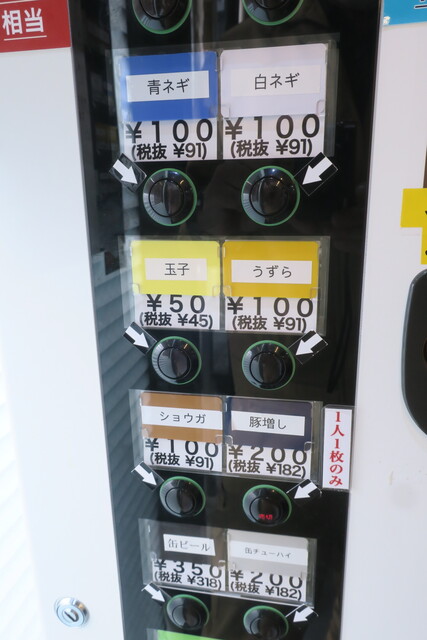 相当
青ネギ
白ネギ
¥100
(税抜 ¥91)
¥100
(税抜 ¥91)
玉子
うずら
¥50
(税抜 ¥45)
¥100
(税抜 ¥91)
ショウガ
豚増し
¥100
(税抜 ¥91)
¥200
(税抜 ¥182)
1人1枚のみ
売切
缶ビール
缶チューハイ
¥350
(税抜 ¥318)
¥200
(税抜 ¥182)